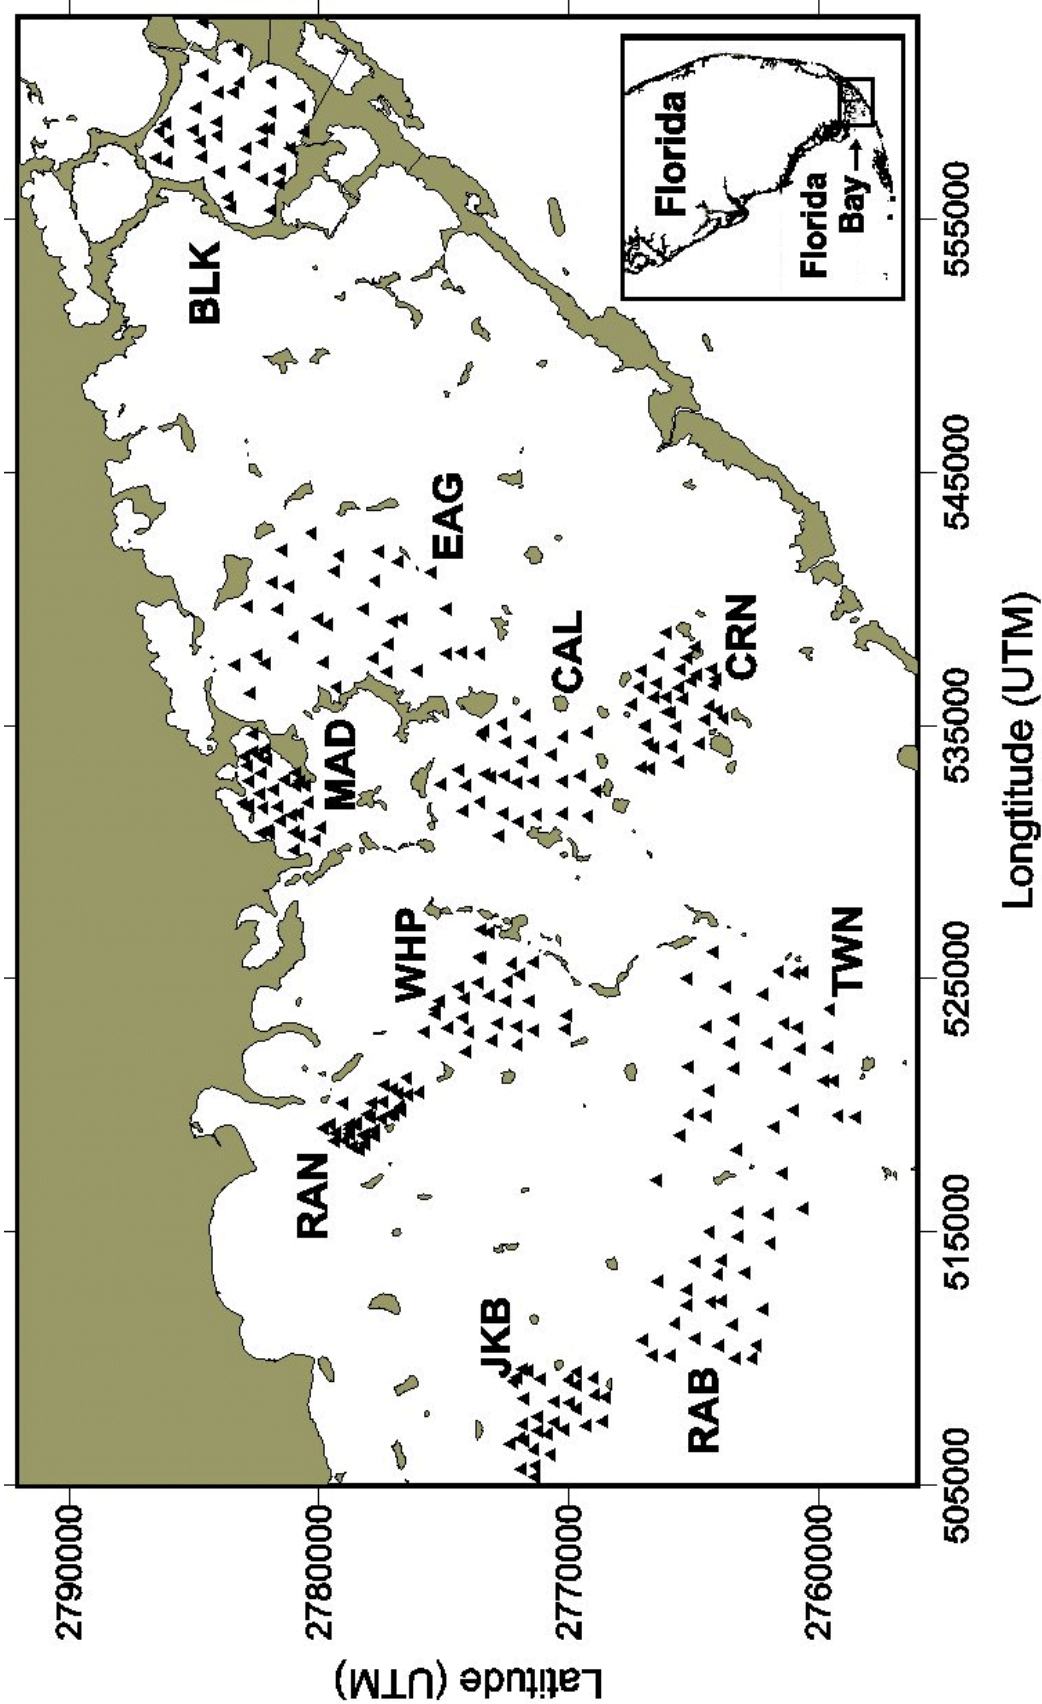 2790000
2780000
2770000
2760000
Latitude (UTM)
505000
515000
525000
535000
545000
555000
Longtitude (UTM)
BLK
MAD
EAG
RAN
WHP
CAL
JKB
CRN
RAB
TWN
Florida
Florida
Bay